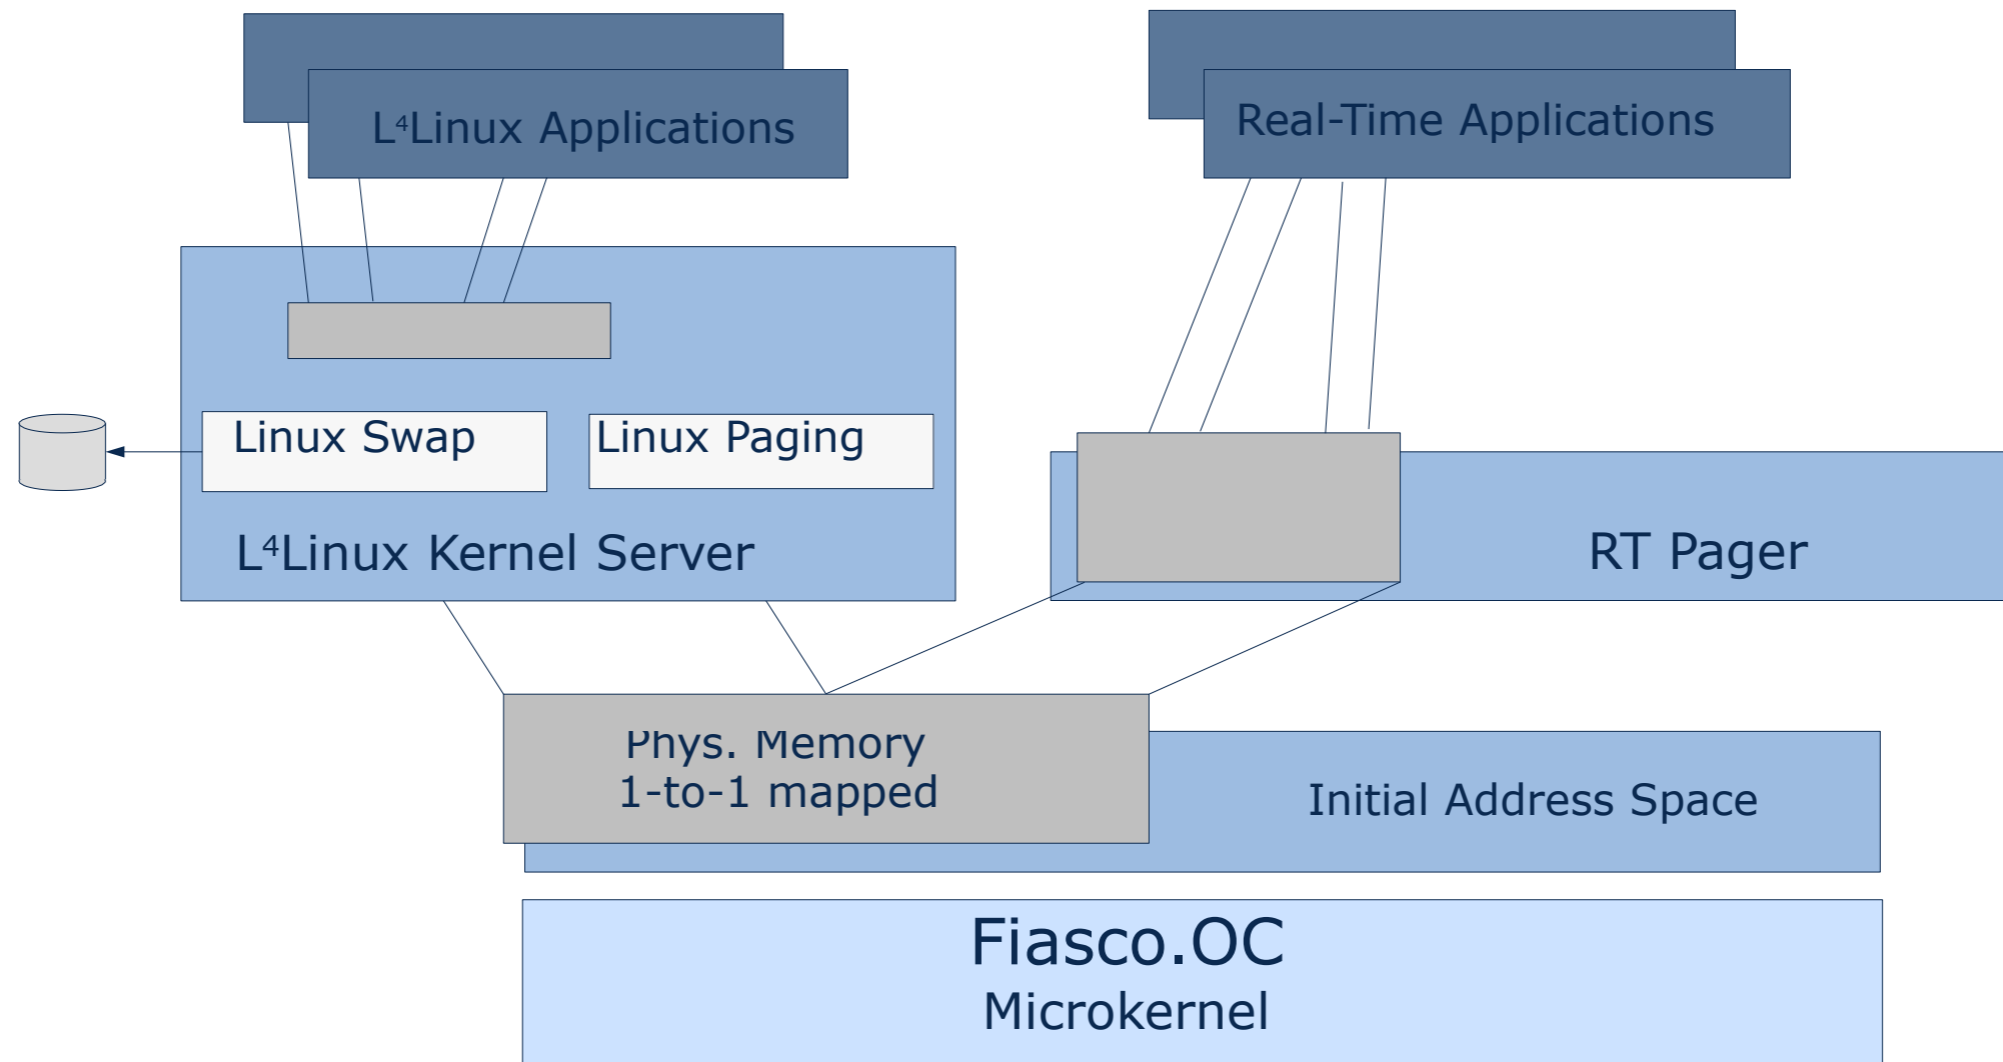 L⁴Linux Applications
Real-Time Applications
Linux Swap
Linux Paging
L⁴Linux Kernel Server
RT Pager
Phys. Memory
1-to-1 mapped
Initial Address Space
Fiasco.OC
Microkernel